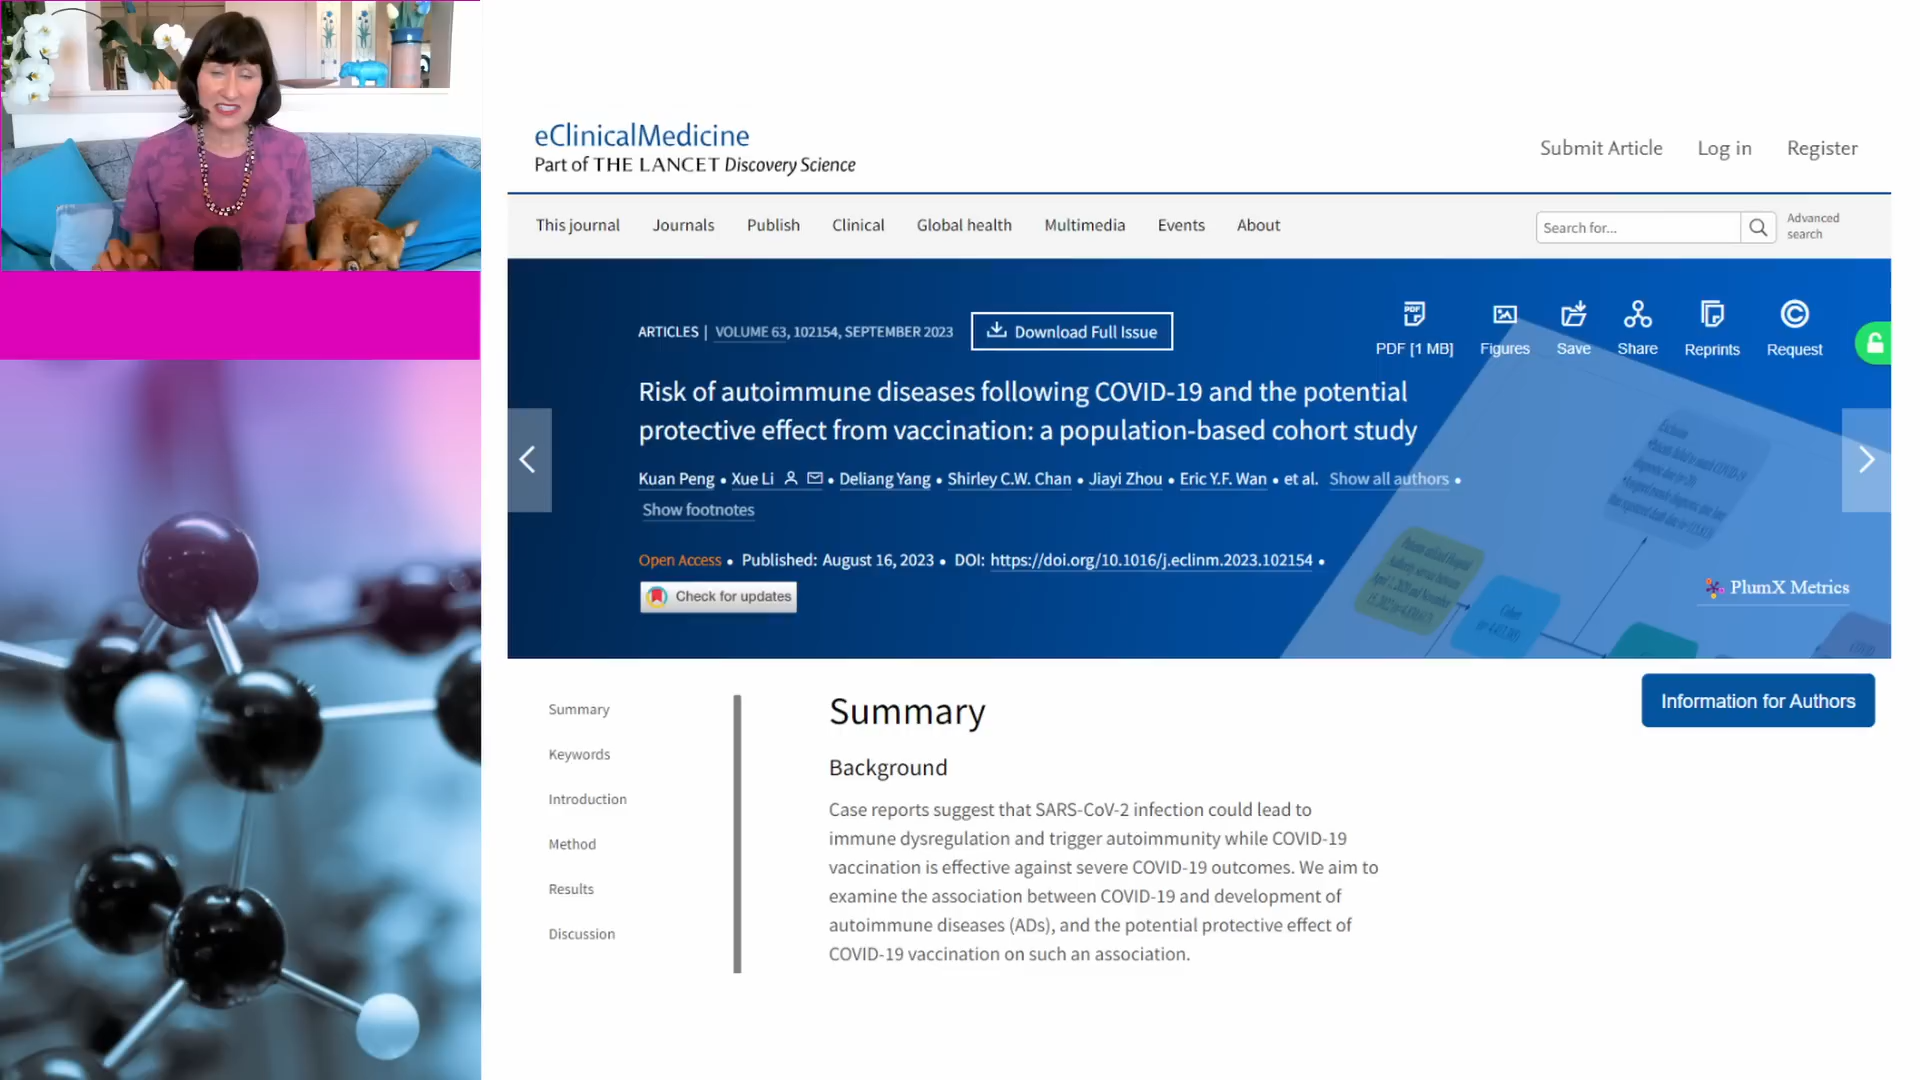 eClinicalMedicine
Part of THE LANCET Discovery Science
Submit Article
Log in
Register
This journal
Journals
Publish
Clinical
Global health
Multimedia
Events
About
Search for...
Advanced
search
ARTICLES | VOLUME 63, 102154, SEPTEMBER 2023
Download Full Issue
PDF [1 MB]
Figures
Save
Share
Reprints
Request
Risk of autoimmune diseases following COVID-19 and the potential
protective effect from vaccination: a population-based cohort study
Kuan Peng • Xue Li • Deliang Yang • Shirley C.W. Chan • Jiayi Zhou • Eric Y.F. Wan • et al. Show all authors •
Show footnotes
Open Access • Published: August 16, 2023 • DOI: https://doi.org/10.1016/j.eclinm.2023.102154 •
Check for updates
PlumX Metrics
Summary
Keywords
Introduction
Method
Results
Discussion
Summary
Background
Case reports suggest that SARS-CoV-2 infection could lead to
immune dysregulation and trigger autoimmunity while COVID-19
vaccination is effective against severe COVID-19 outcomes. We aim to
examine the association between COVID-19 and development of
autoimmune diseases (ADs), and the potential protective effect of
COVID-19 vaccination on such an association.
Information for Authors